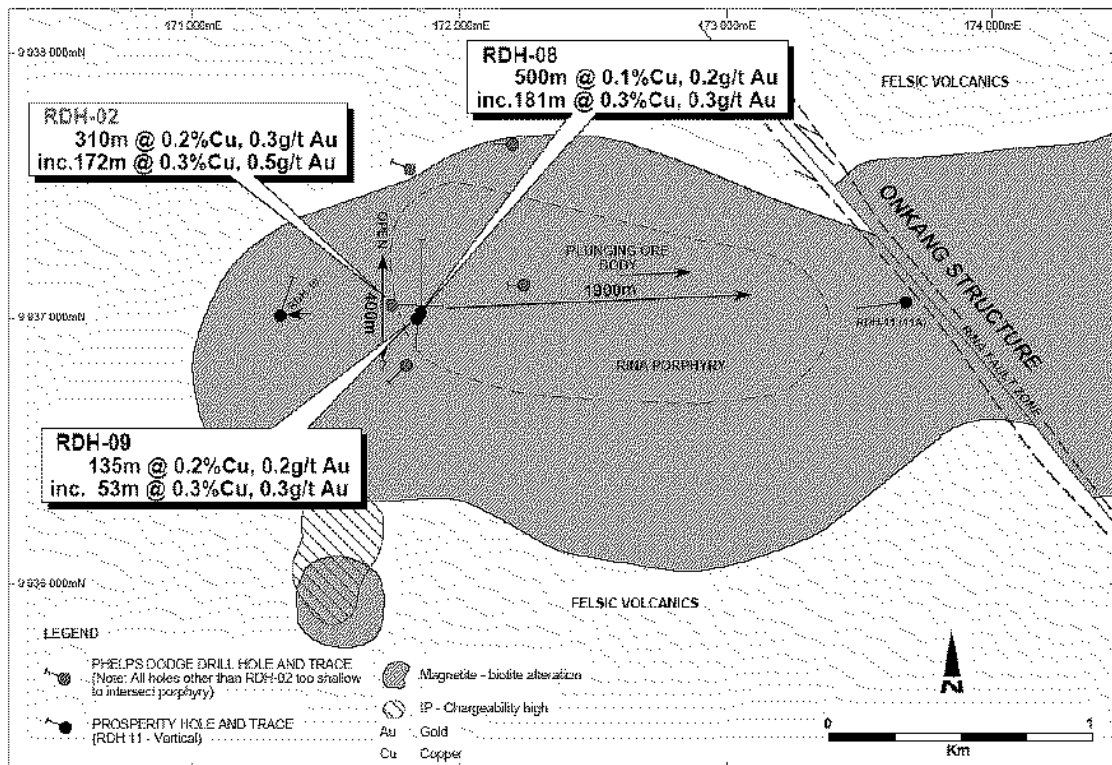 171 000mE
172 000mE
173 000mE
174 000mE
9 938 000mN
RDH-08
500m @ 0.1%Cu, 0.2g/t Au
inc.181m @ 0.3%Cu, 0.3g/t Au
FELSIC VOLCANICS
RDH-02
310m @ 0.2%Cu, 0.3g/t Au
inc.172m @ 0.3%Cu, 0.5g/t Au
ONKANG STRUCTURE
OPEN
PLUNGING ORE
BODY
1900m
400m
9 937 000mN
RINA PORPHYRY
RINA FAULT ZONE
RDH-09
135m @ 0.2%Cu, 0.2g/t Au
inc. 53m @ 0.3%Cu, 0.3g/t Au
9 936 000mN
FELSIC VOLCANICS
LEGEND
PHELPS DODGE DRILL HOLE AND TRACE
(Note: All holes other than RDH-02 too shallow
to intersect porphyry)
PROSPERITY HOLE AND TRACE
(RDH 11 - Vertical)
Magnetite - biotite alteration
IP - Chargeability high
Au Gold
Cu Copper
N
0
1
Km